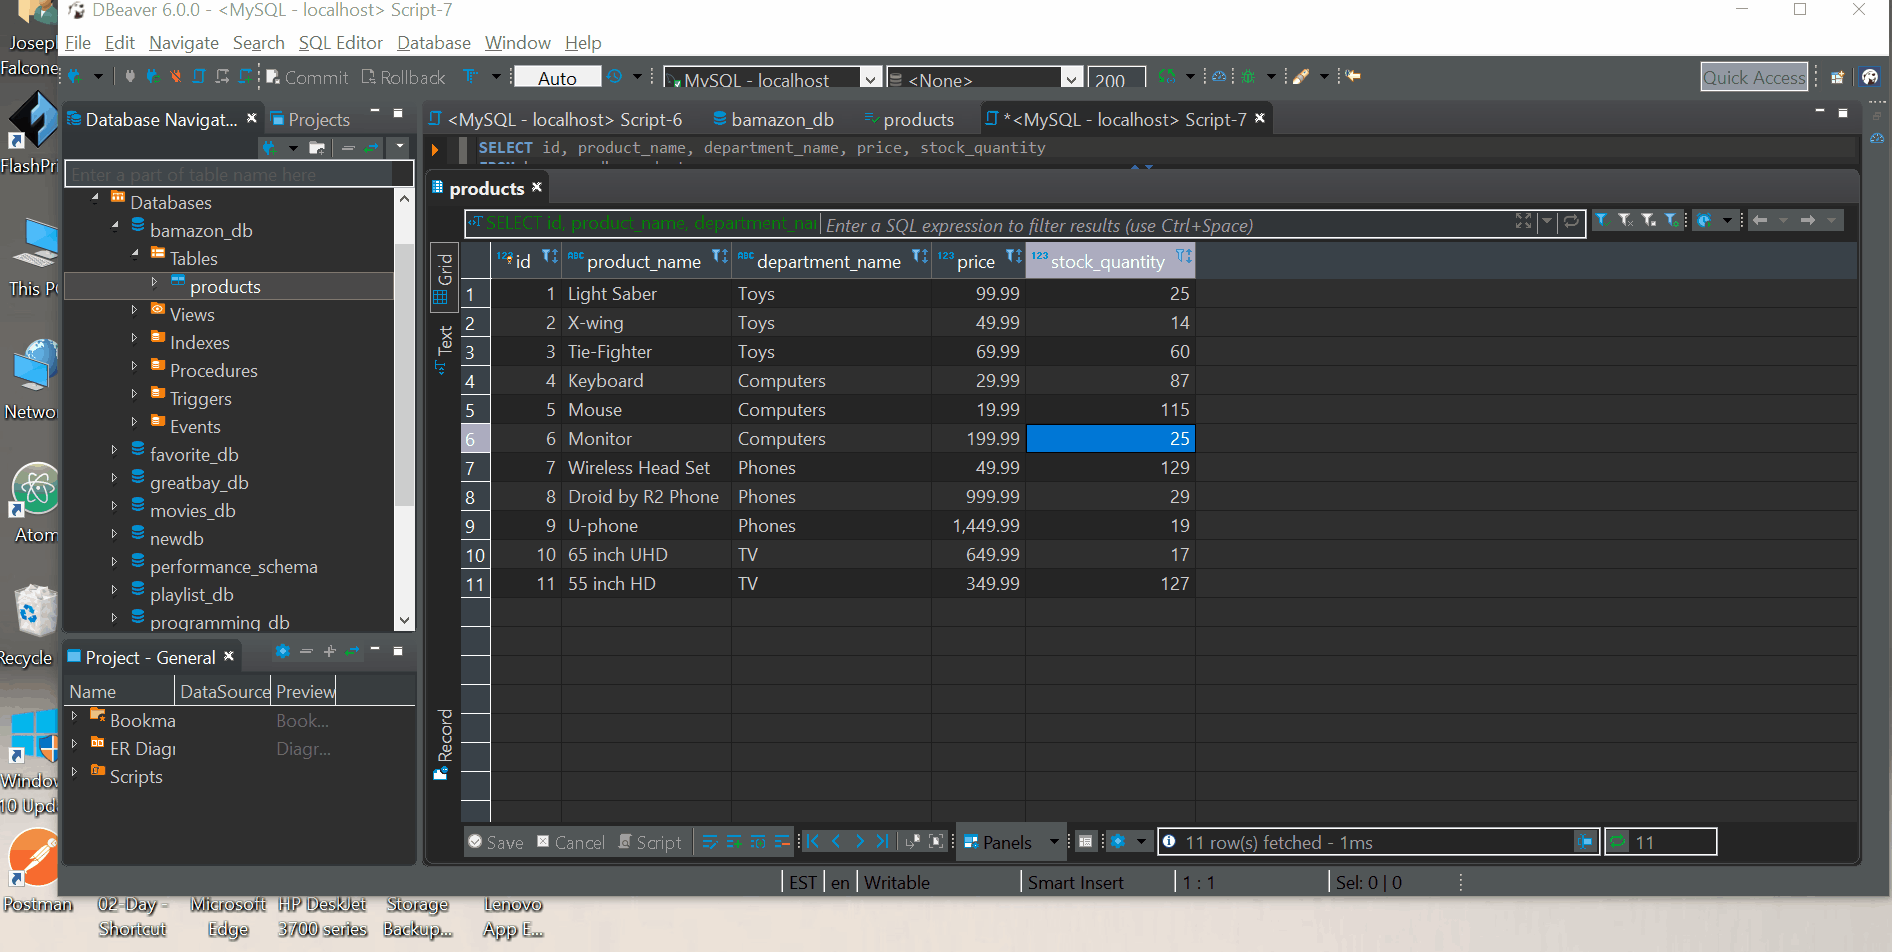 DBeaver 6.0.0 - <MySQL - localhost> Script-7
File Edit Navigate Search SQL Editor Database Window Help
Commit Rollback Auto MySQL - localhost <None> 200 Quick Access
Database Navigat... Projects
Enter a part of table name here
Databases
bamazon_db
Tables
products
Views
Indexes
Procedures
Triggers
Events
favorite_db
greatbay_db
movies_db
newdb
performance_schema
playlist_db
programming_db
Project - General
Name DataSource Preview
Bookma Book...
ER Diagr Diagr...
Scripts
<MySQL - localhost> Script-6 bamazon_db products *<MySQL - localhost> Script-7
SELECT id, product_name, department_name, price, stock_quantity
products
SELECT id, product_name, department_nai Enter a SQL expression to filter results (use Ctrl+Space)
Grid
Text
Record
123 id ABC product_name ABC department_name 123 price 123 stock_quantity
1 1 Light Saber Toys 99.99 25
2 2 X-wing Toys 49.99 14
3 3 Tie-Fighter Toys 69.99 60
4 4 Keyboard Computers 29.99 87
5 5 Mouse Computers 19.99 115
6 6 Monitor Computers 199.99 25
7 7 Wireless Head Set Phones 49.99 129
8 8 Droid by R2 Phone Phones 999.99 29
9 9 U-phone Phones 1,449.99 19
10 10 65 inch UHD TV 649.99 17
11 11 55 inch HD TV 349.99 127
Save Cancel Script Panels 11 row(s) fetched - 1ms 11
EST en Writable Smart Insert 1 : 1 Sel: 0 | 0
Joseph
Falcone
FlashPri
This PC
Networ
Atom
Recycle
Window
10 Upd
Postman
02-Day -
Shortcut
Microsoft
Edge
HP DeskJet
3700 series
Storage
Backup...
Lenovo
App E...